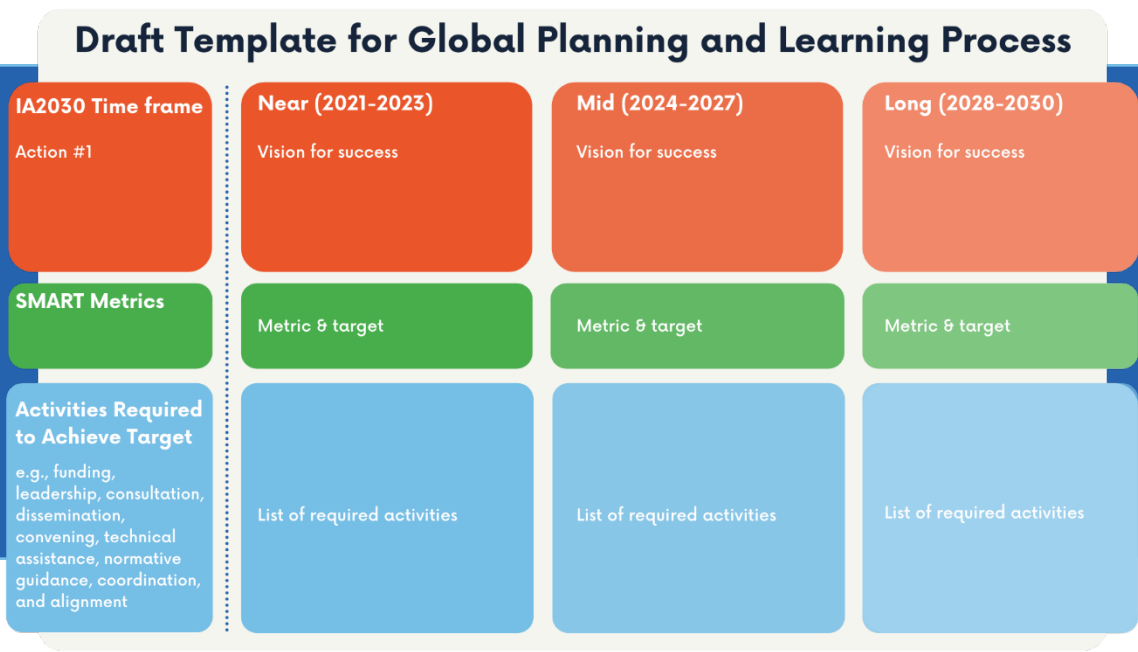 Draft Template for Global Planning and Learning Process
IA2030 Time frame
Action #1
Near (2021-2023)
Vision for success
Mid (2024-2027)
Vision for success
Long (2028-2030)
Vision for success
SMART Metrics
Metric & target
Metric & target
Metric & target
Activities Required
to Achieve Target
e.g., funding,
leadership, consultation,
dissemination,
convening, technical
assistance, normative
guidance, coordination,
and alignment
List of required activities
List of required activities
List of required activities